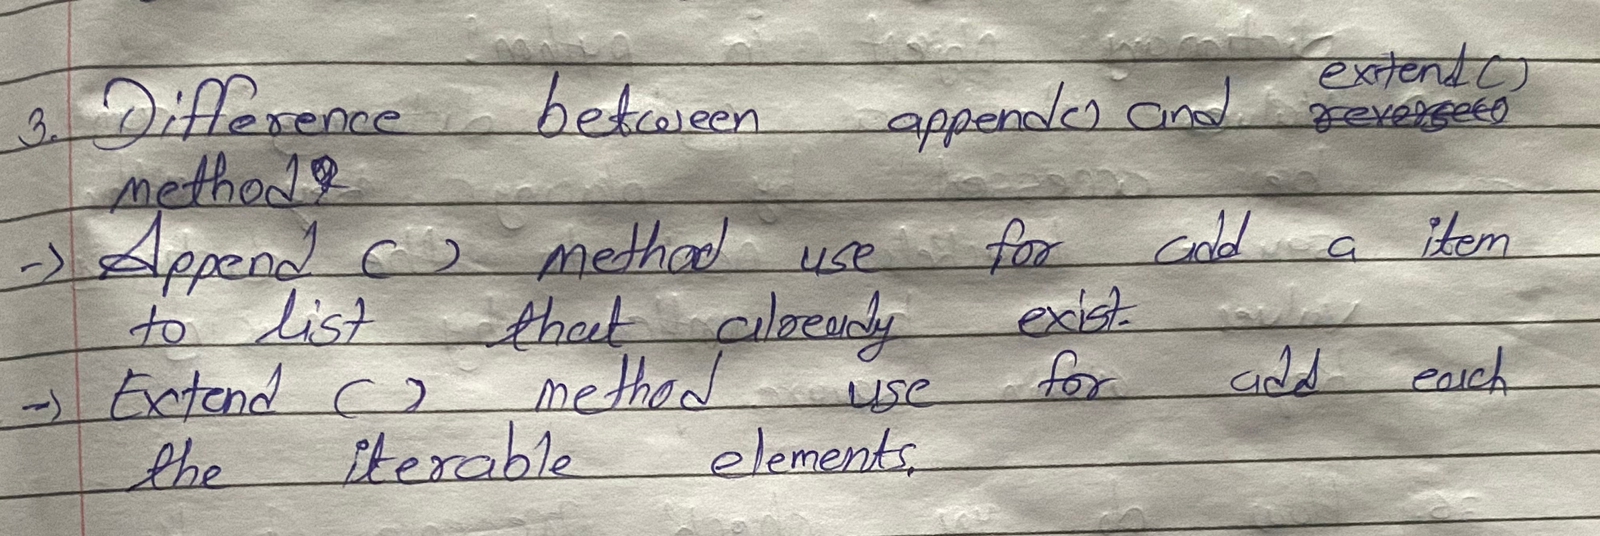 3. Difference between append() and extend()
method?
-> Append () method use for add a item
to list that already exist.
-> Extend () method use for add each
the iterable elements.